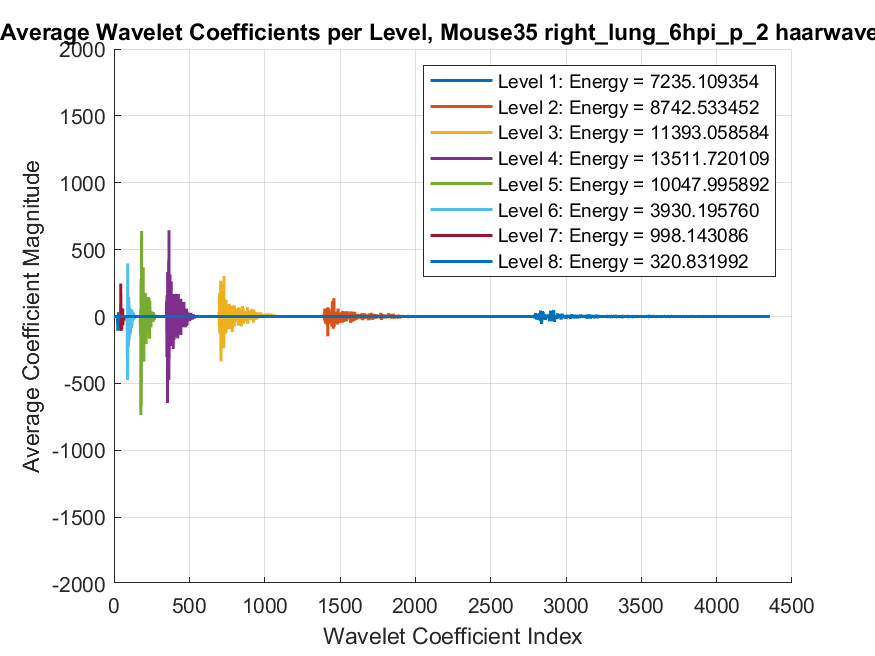 Average Wavelet Coefficients per Level, Mouse35 right_lung_6hpi_p_2 haarwave
2000
1500
1000
500
0
-500
-1000
-1500
-2000
Average Coefficient Magnitude
Level 1: Energy = 7235.109354
Level 2: Energy = 8742.533452
Level 3: Energy = 11393.058584
Level 4: Energy = 13511.720109
Level 5: Energy = 10047.995892
Level 6: Energy = 3930.195760
Level 7: Energy = 998.143086
Level 8: Energy = 320.831992
0 500 1000 1500 2000 2500 3000 3500 4000 4500
Wavelet Coefficient Index